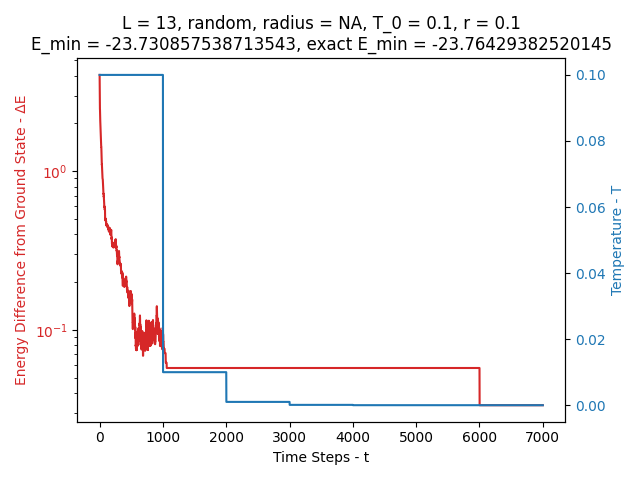 L = 13, random, radius = NA, T_0 = 0.1, r = 0.1
E_min = -23.730857538713543, exact E_min = -23.76429382520145
Energy Difference from Ground State - ΔE
10⁰
10⁻¹
0.10
0.08
0.06
0.04
0.02
0.00
Temperature - T
0 1000 2000 3000 4000 5000 6000 7000
Time Steps - t